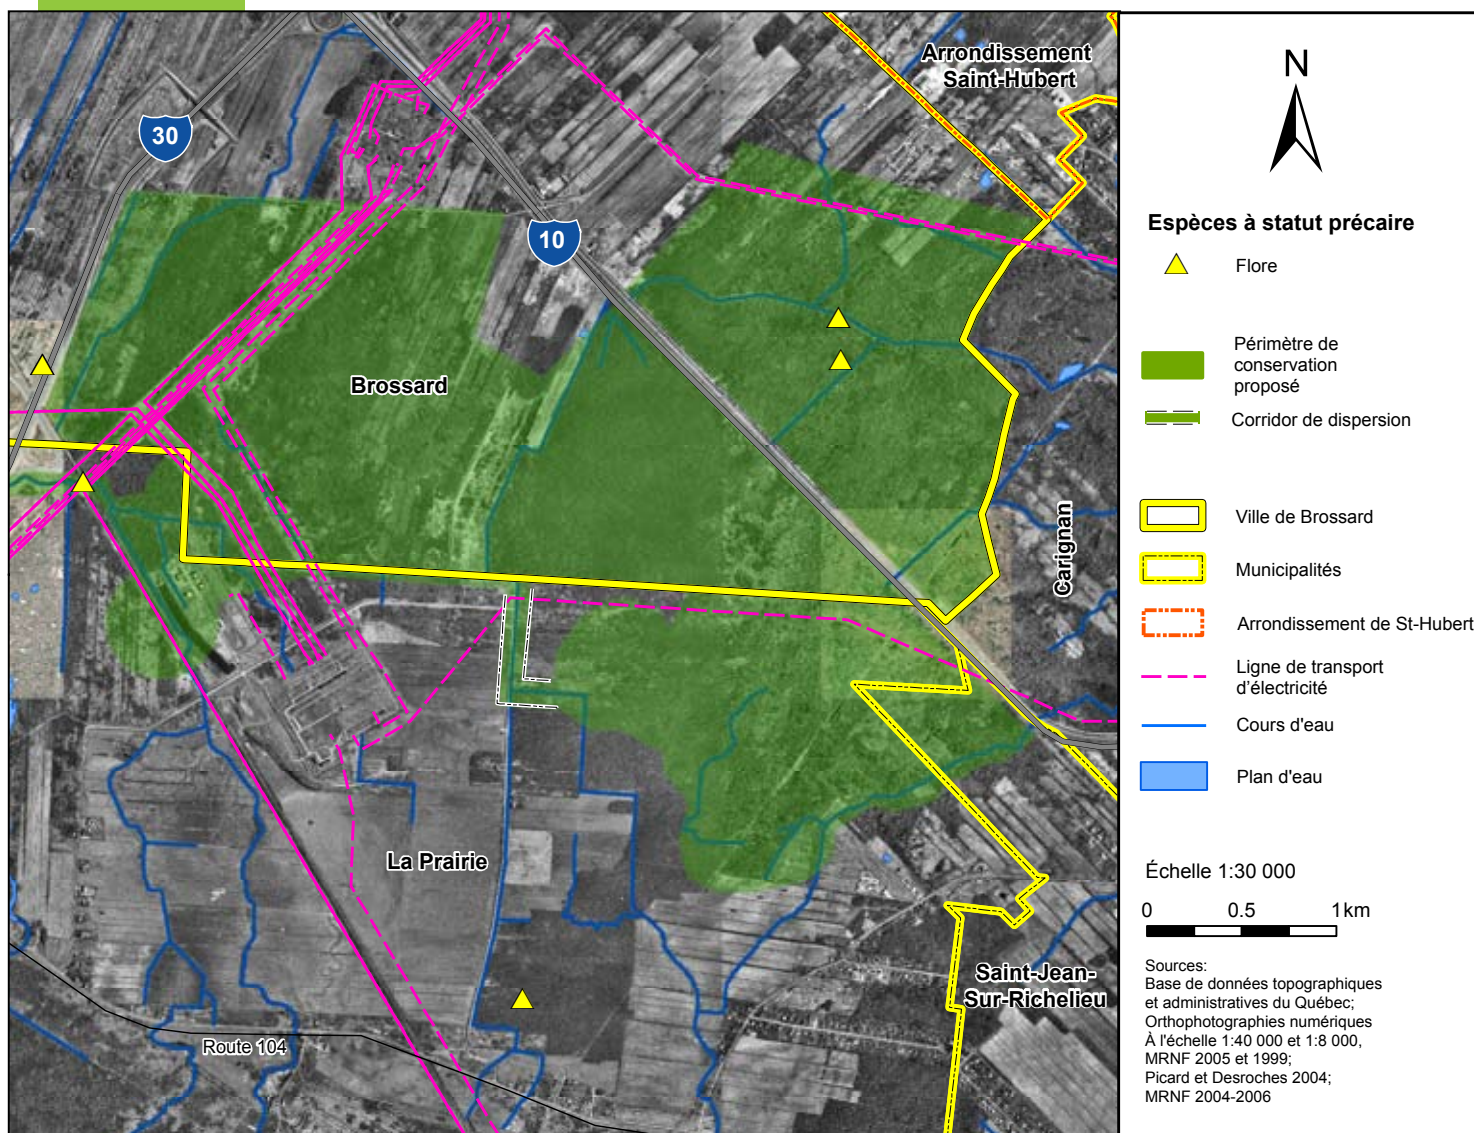 Arrondissement
Saint-Hubert
30
10
Brossard
Carignan
La Prairie
Saint-Jean-
Sur-Richelieu
Route 104
N
Espèces à statut précaire
Flore
Périmètre de
conservation
proposé
Corridor de dispersion
Ville de Brossard
Municipalités
Arrondissement de St-Hubert
Ligne de transport
d'électricité
Cours d'eau
Plan d'eau
Échelle 1:30 000
0 0.5 1 km
Sources:
Base de données topographiques
et administratives du Québec;
Orthophotographies numériques
À l'échelle 1:40 000 et 1:8 000,
MRNF 2005 et 1999;
Picard et Desroches 2004;
MRNF 2004-2006